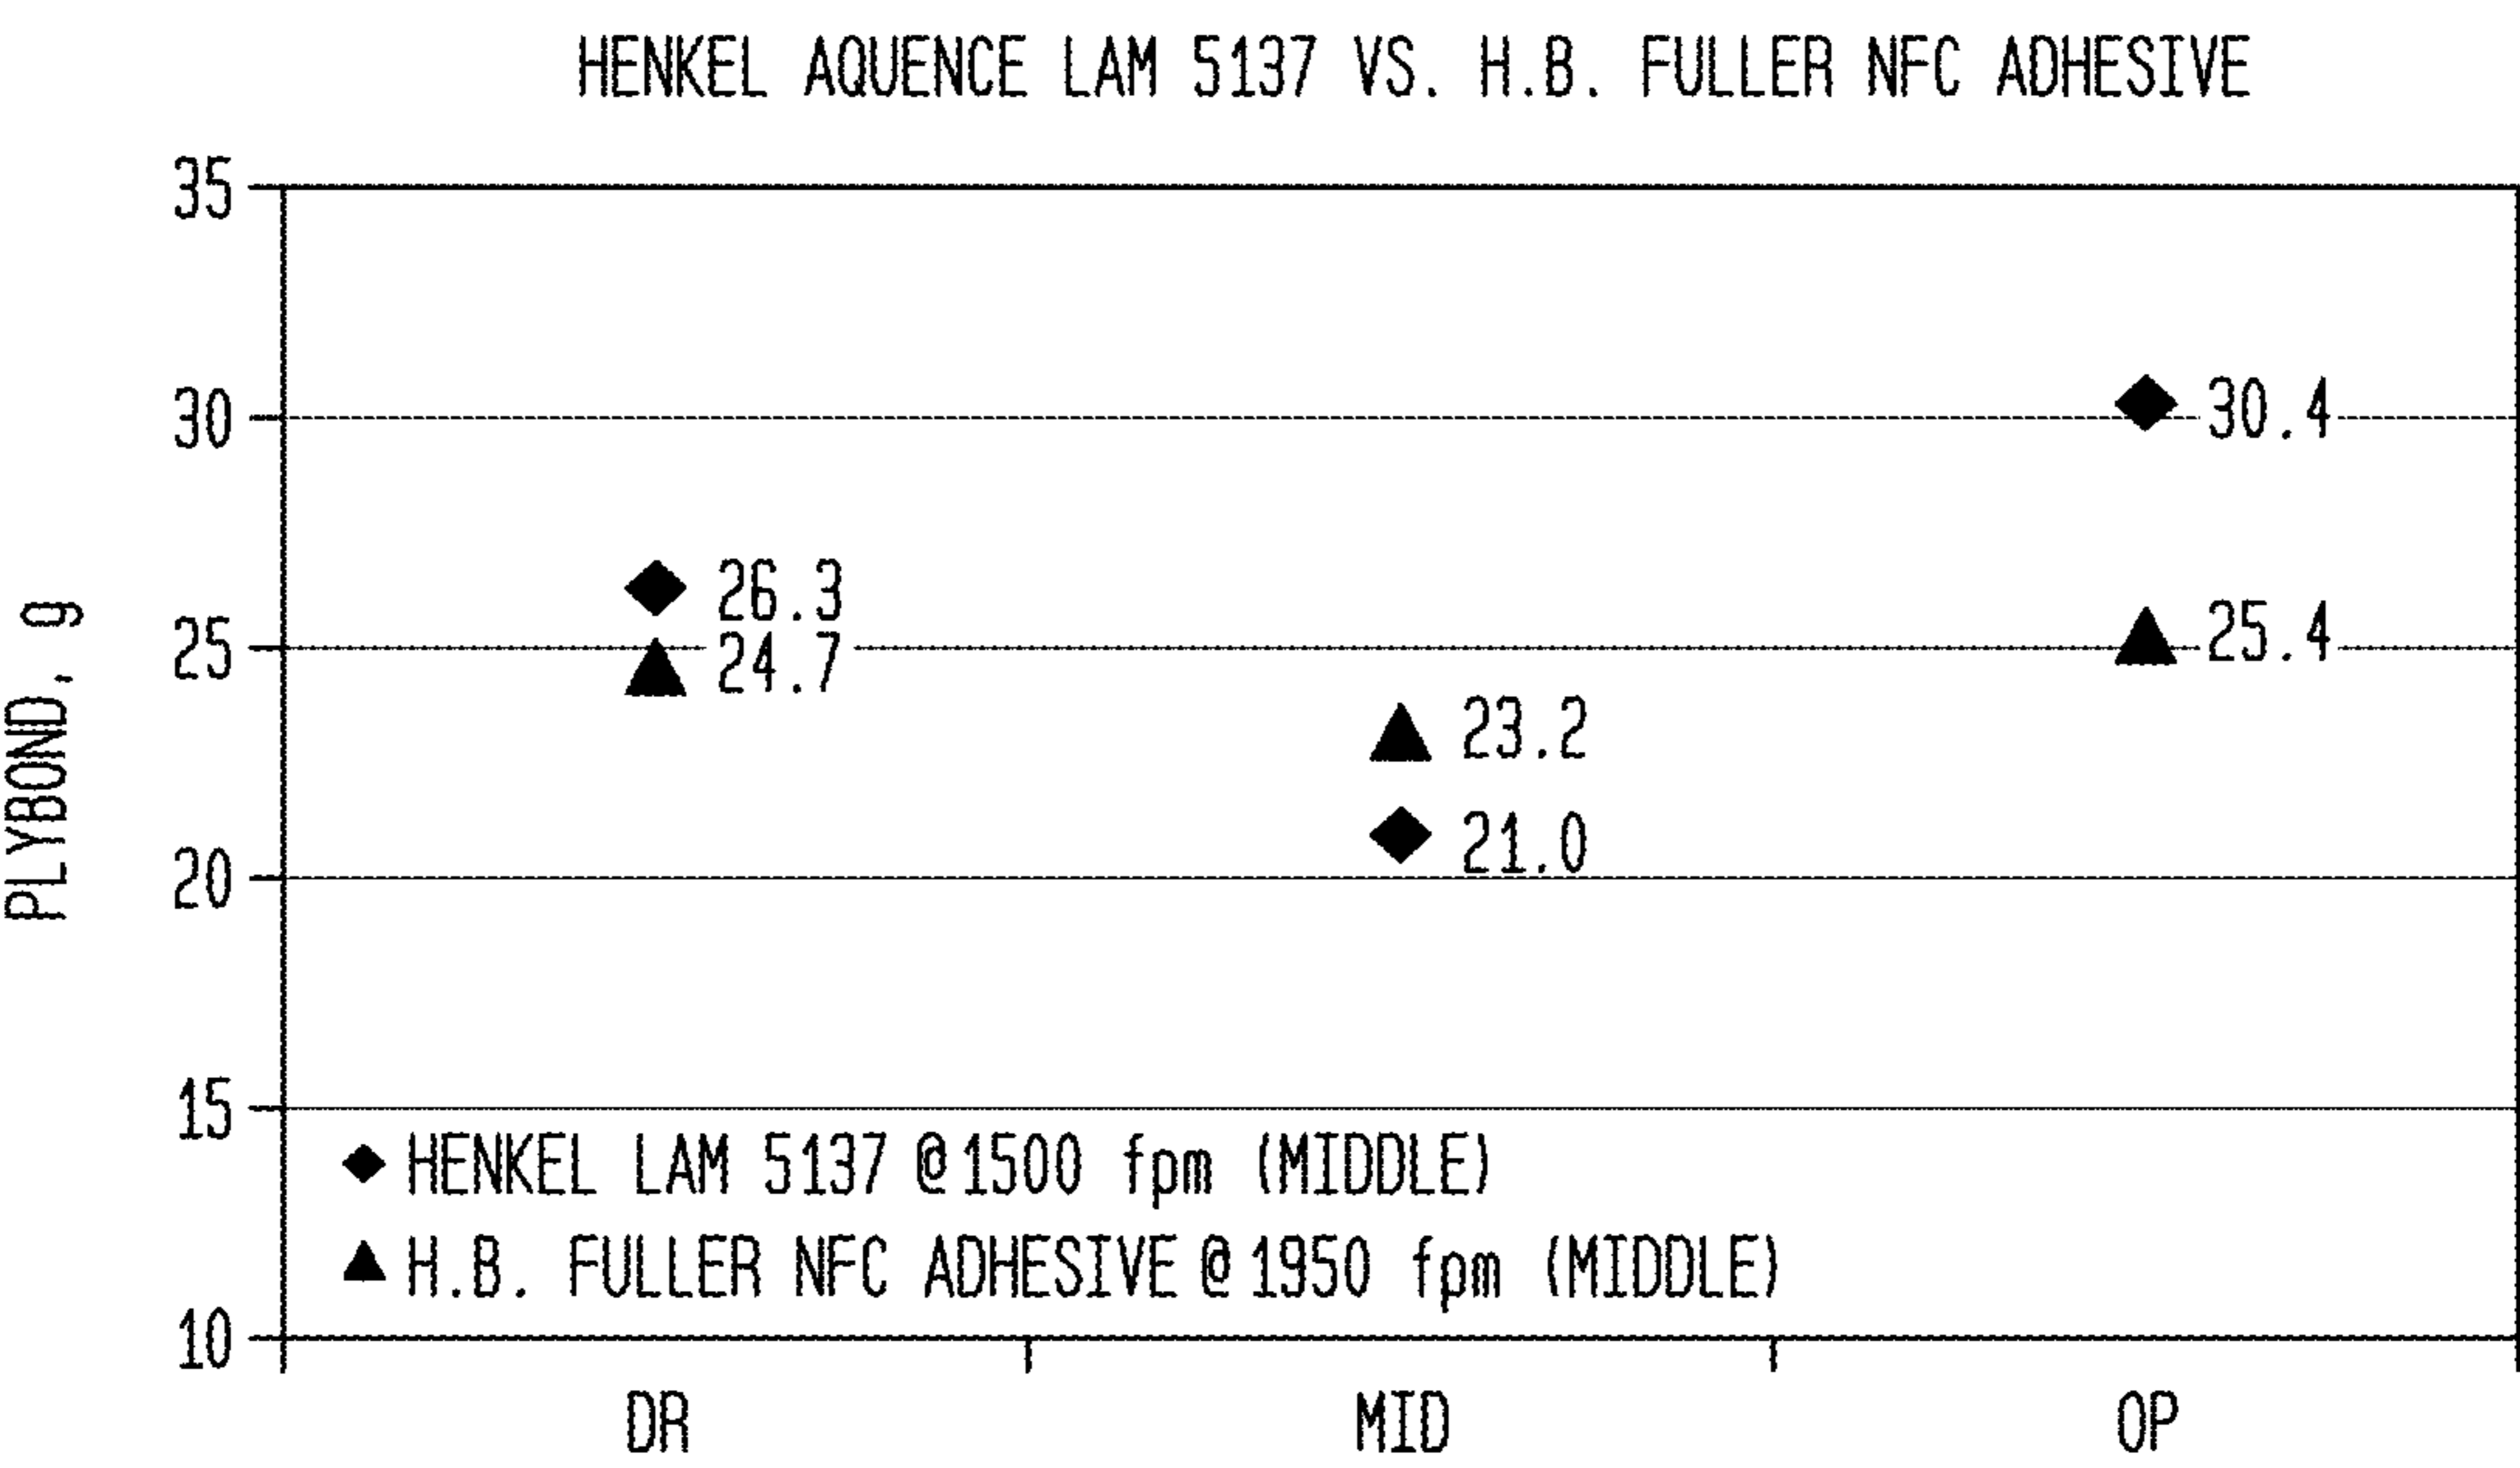 HENKEL AQUENCE LAM 5137 VS. H.B. FULLER NFC ADHESIVE
PLYBOND, g
35
30
25
20
15
10
30.4
26.3
25.4
24.7
23.2
21.0
HENKEL LAM 5137 @ 1500 fpm (MIDDLE)
H.B. FULLER NFC ADHESIVE @ 1950 fpm (MIDDLE)
DR MID OP